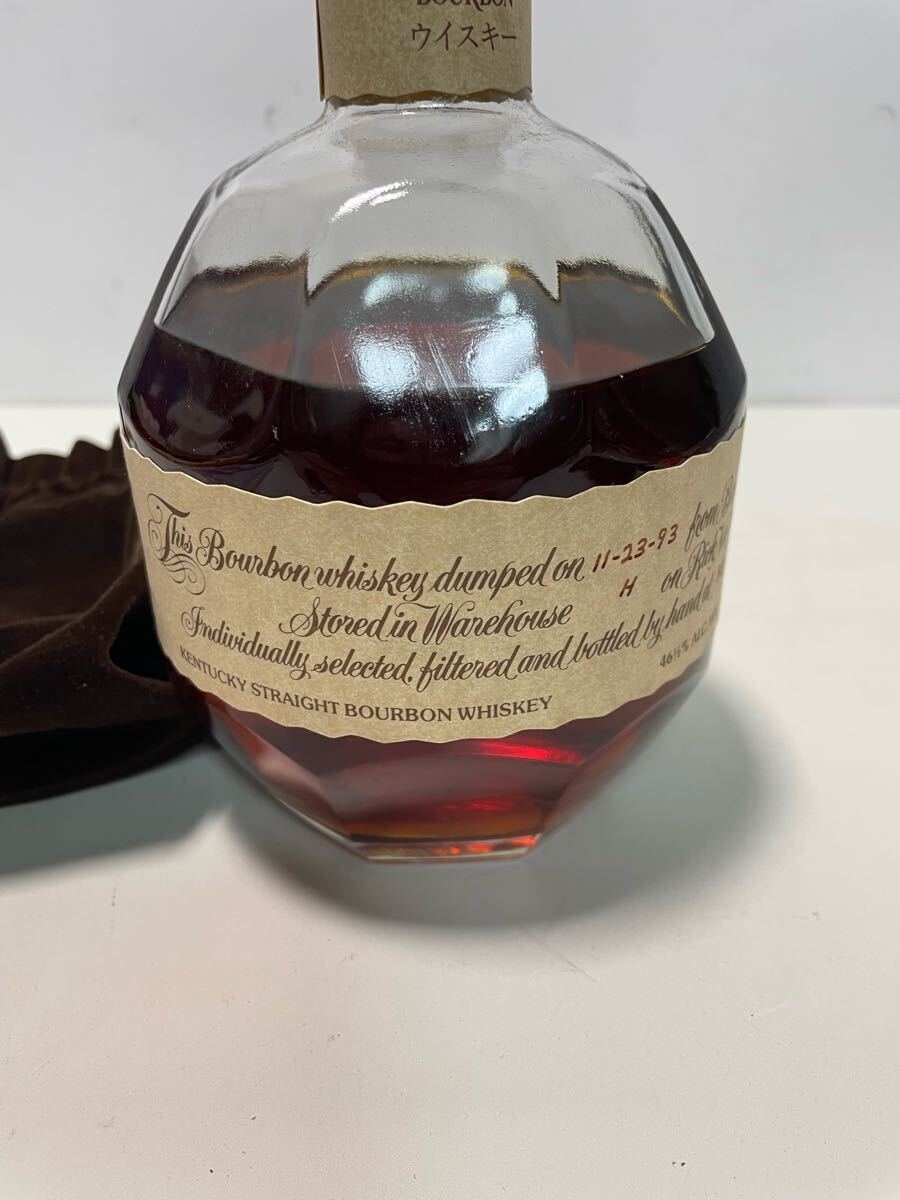 BOURBON
ウイスキー
This Bourbon whiskey dumped on 11-23-93 from
Stored in Warehouse H on Rick
Individually selected, filtered and bottled by hand at
KENTUCKY STRAIGHT BOURBON WHISKEY 46½% ALC.